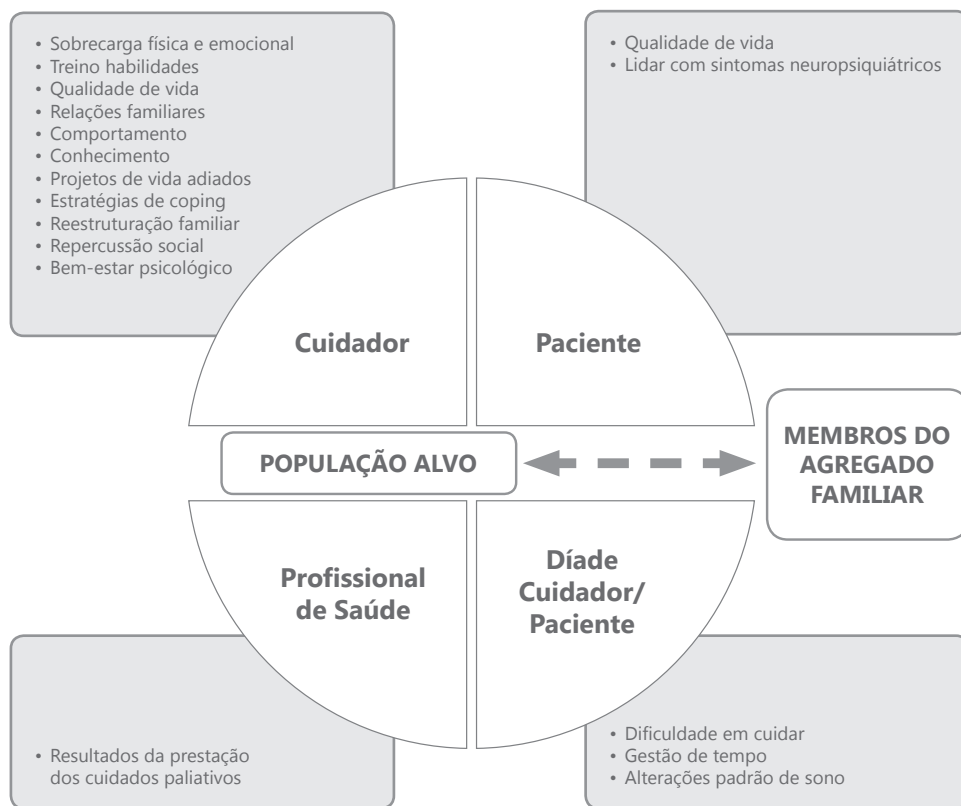 • Sobrecarga física e emocional
• Treino habilidades
• Qualidade de vida
• Relações familiares
• Comportamento
• Conhecimento
• Projetos de vida adiados
• Estratégias de coping
• Reestruturação familiar
• Repercussão social
• Bem-estar psicológico
• Qualidade de vida
• Lidar com sintomas neuropsiquiátricos
Cuidador
Paciente
POPULAÇÃO ALVO
MEMBROS DO
AGREGADO
FAMILIAR
Profissional
de Saúde
Díade
Cuidador/
Paciente
• Resultados da prestação
dos cuidados paliativos
• Dificuldade em cuidar
• Gestão de tempo
• Alterações padrão de sono